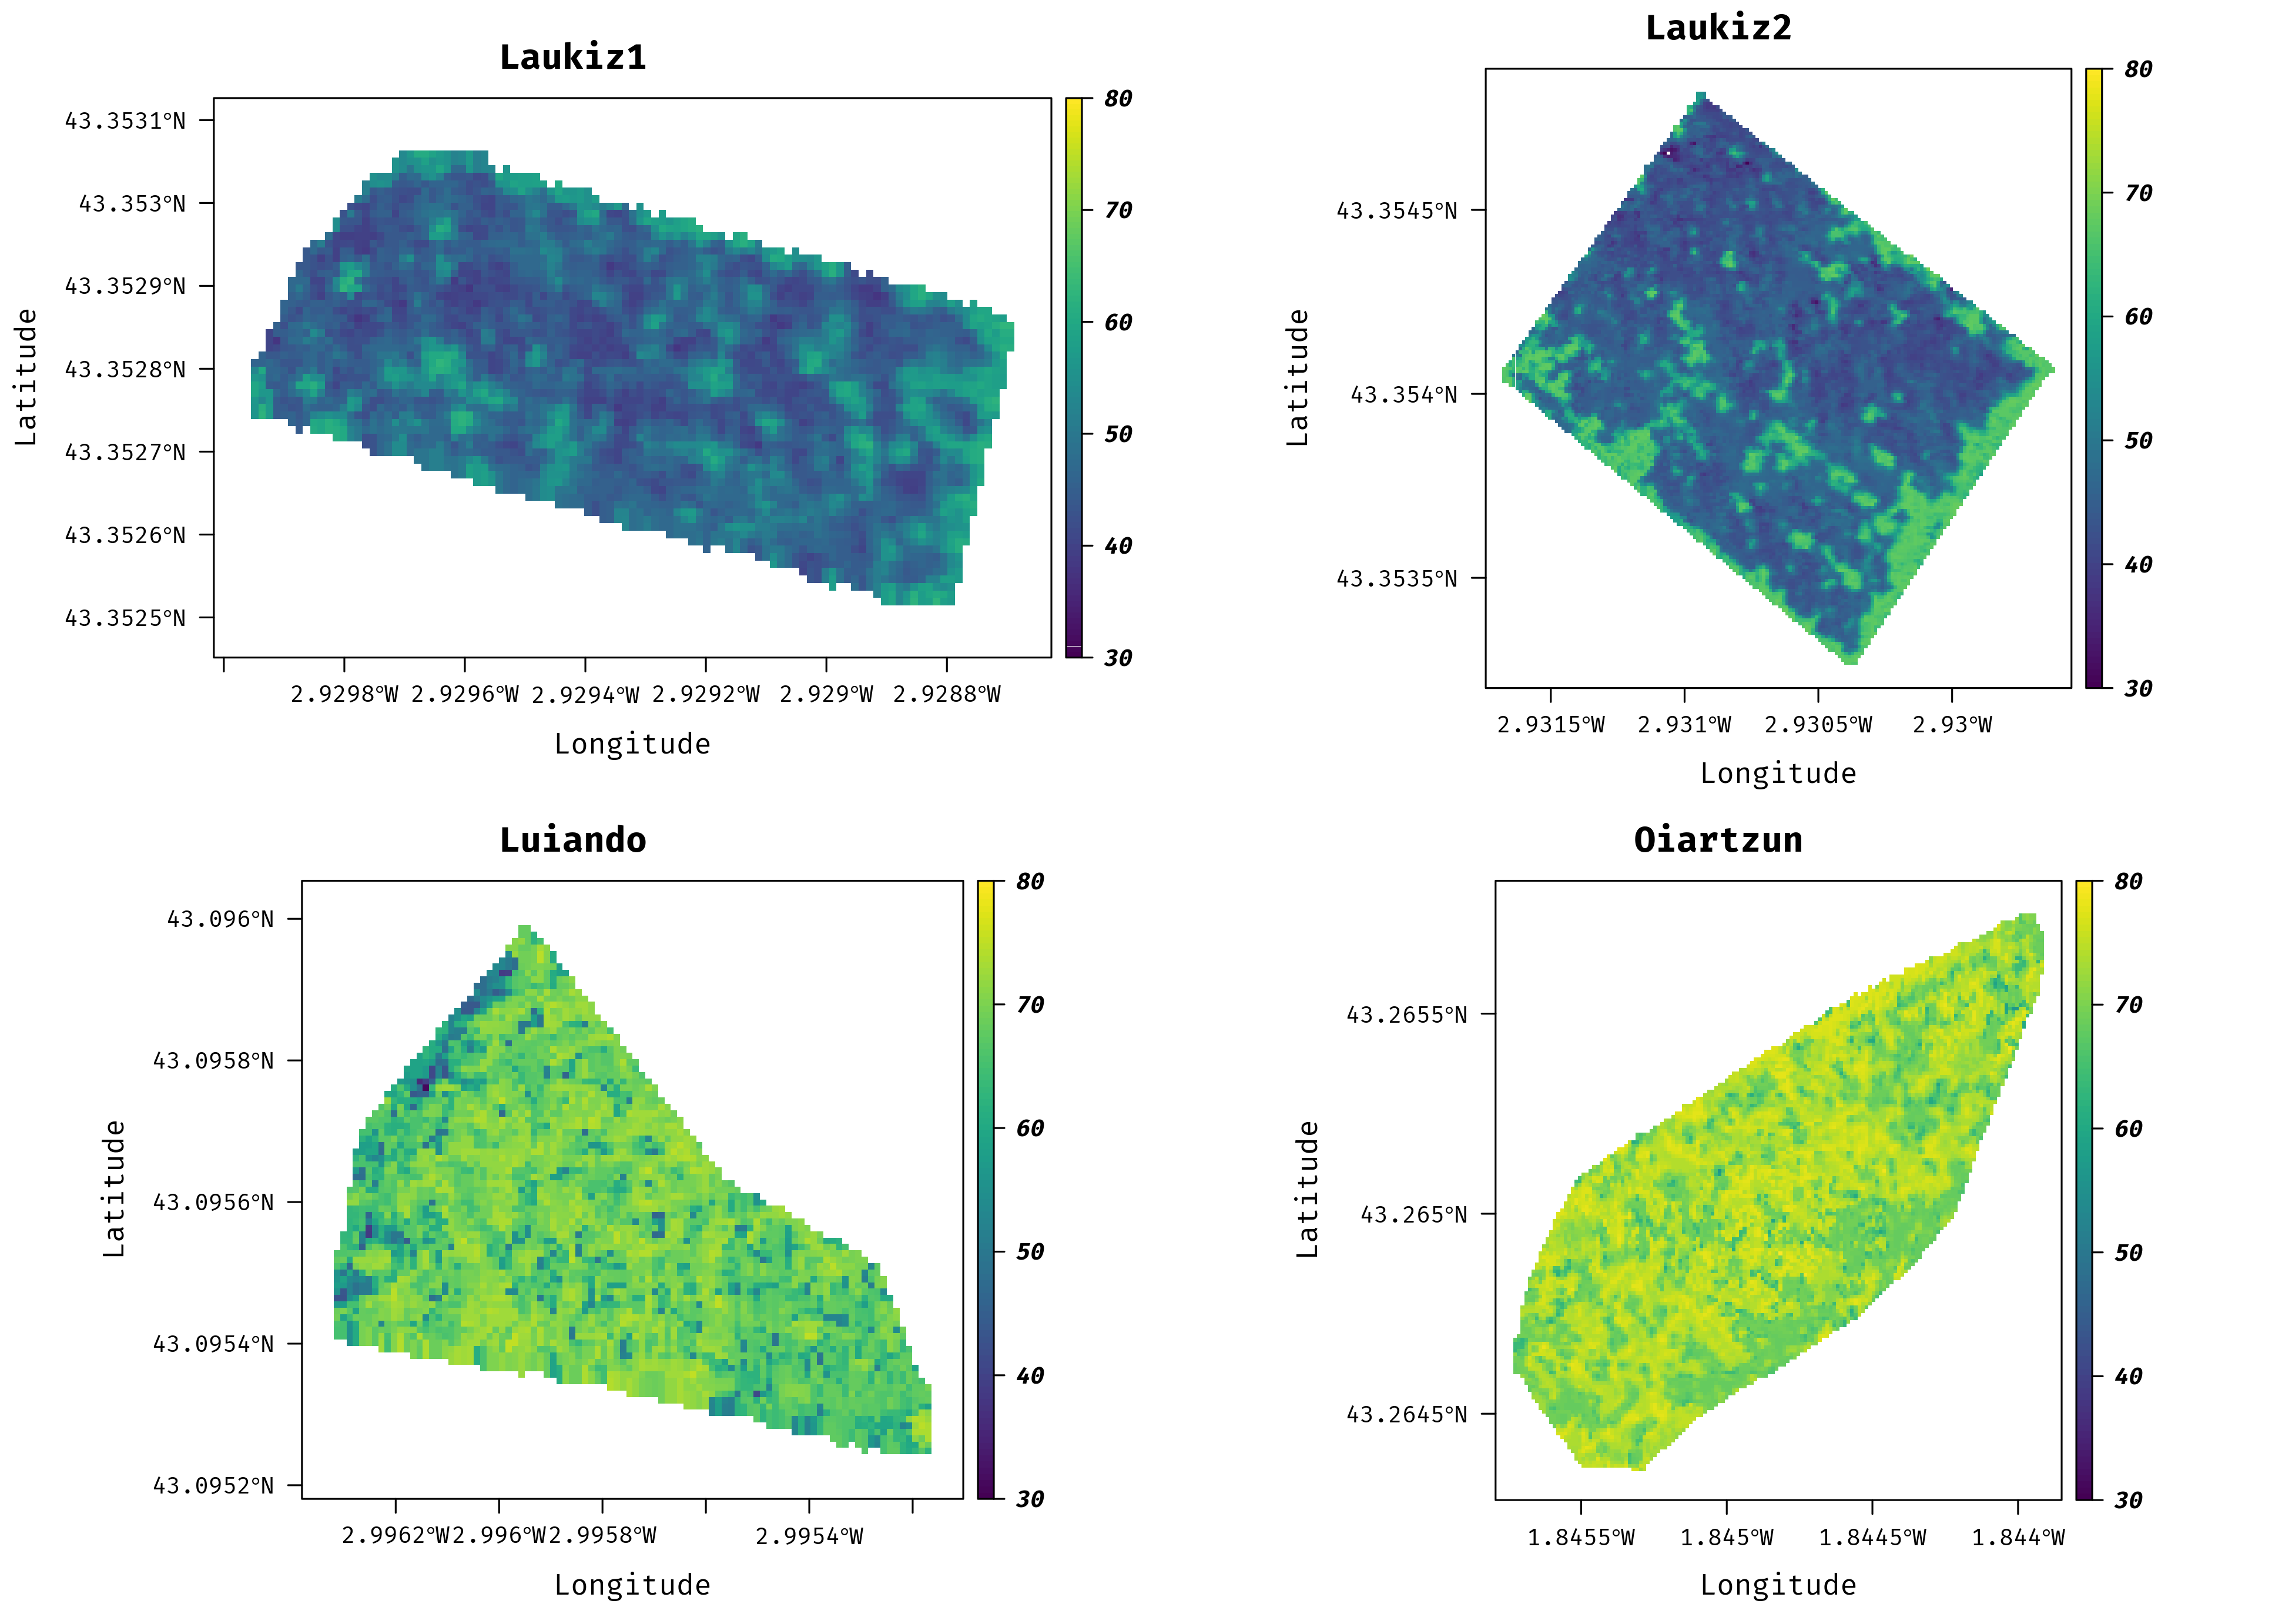 Laukiz1
Latitude
43.3531°N
43.353°N
43.3529°N
43.3528°N
43.3527°N
43.3526°N
43.3525°N
2.9298°W 2.9296°W 2.9294°W 2.9292°W 2.929°W 2.9288°W
Longitude
80
70
60
50
40
30
Laukiz2
Latitude
43.3545°N
43.354°N
43.3535°N
2.9315°W 2.931°W 2.9305°W 2.93°W
Longitude
80
70
60
50
40
30
Luiando
Latitude
43.096°N
43.0958°N
43.0956°N
43.0954°N
43.0952°N
2.9962°W 2.996°W 2.9958°W 2.9954°W
Longitude
80
70
60
50
40
30
Oiartzun
Latitude
43.2655°N
43.265°N
43.2645°N
1.8455°W 1.845°W 1.8445°W 1.844°W
Longitude
80
70
60
50
40
30